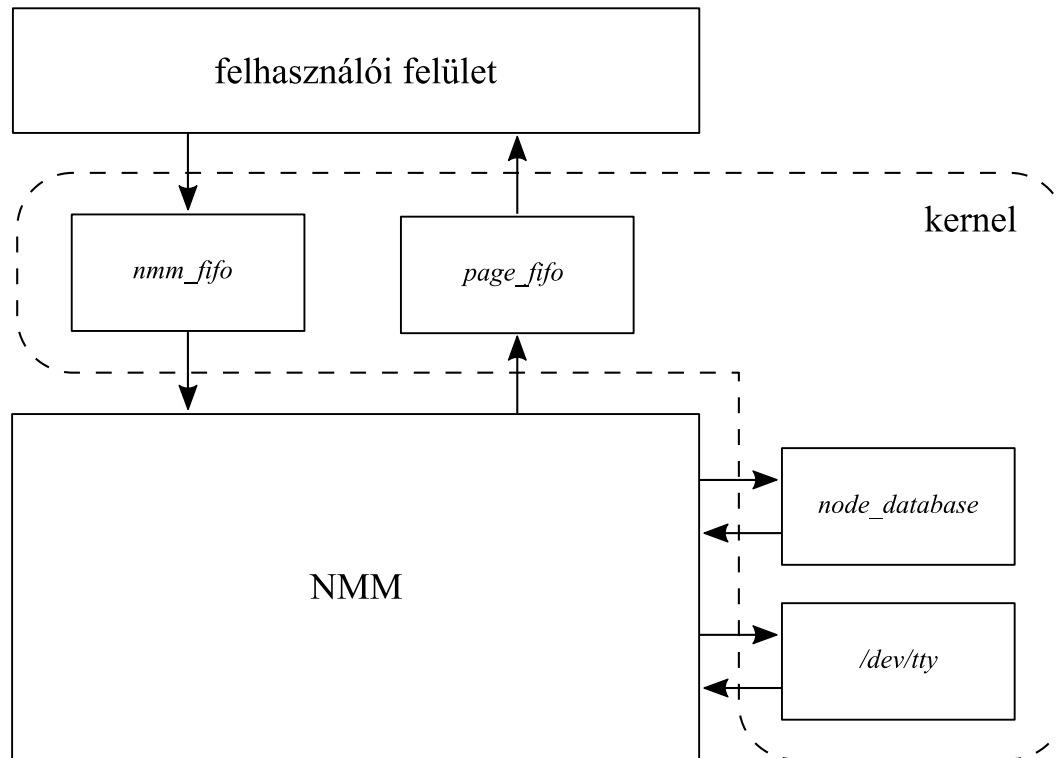 felhasználói felület
kernel
nmm_fifo
page_fifo
node_database
NMM
/dev/tty